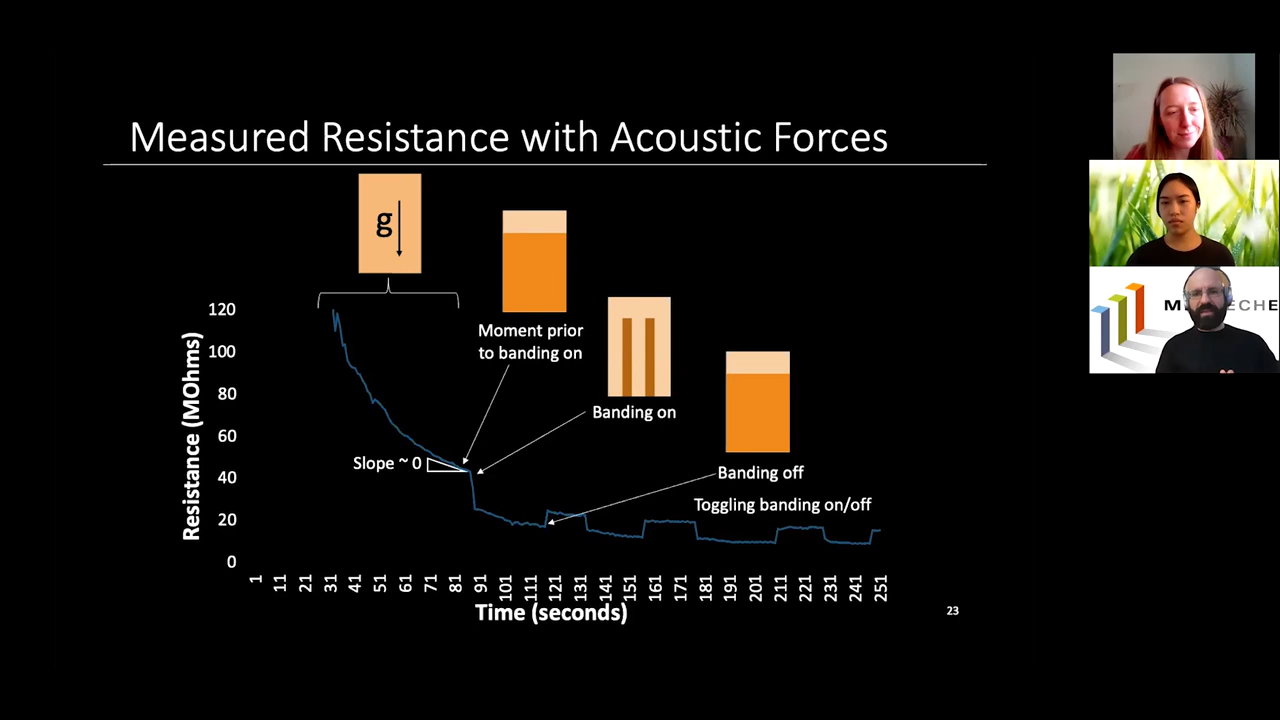 Measured Resistance with Acoustic Forces
g
Moment prior
to banding on
Banding on
Banding off
Toggling banding on/off
Slope ~ 0
Resistance (MOhms)
120
100
80
60
40
20
0
1 11 21 31 41 51 61 71 81 91 101 111 121 131 141 151 161 171 181 191 201 211 221 231 241 251
Time (seconds)
23